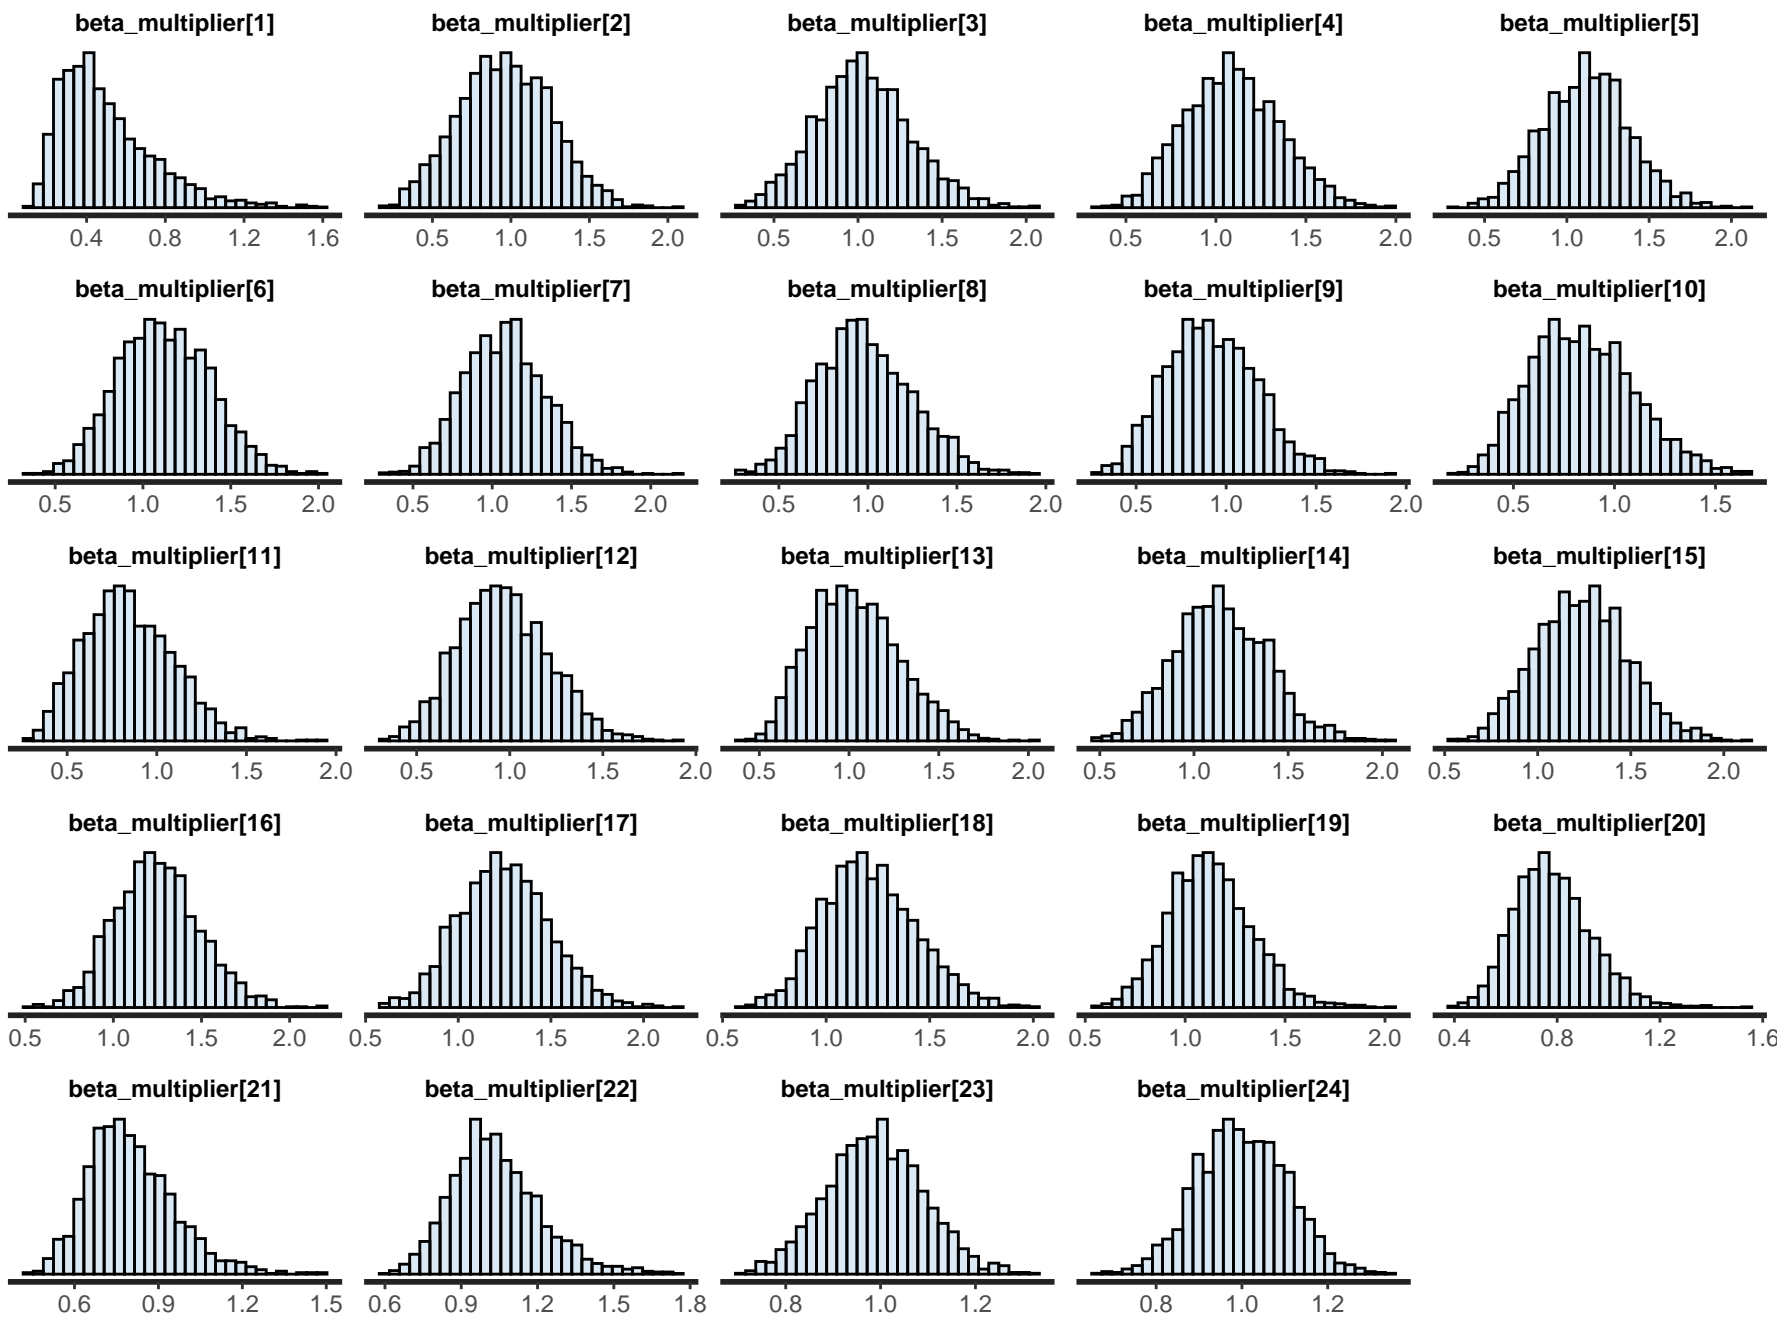 beta_multiplier[1] beta_multiplier[2] beta_multiplier[3] beta_multiplier[4] beta_multiplier[5]
0.4 0.8 1.2 1.6 0.5 1.0 1.5 2.0 0.5 1.0 1.5 2.0 0.5 1.0 1.5 2.0 0.5 1.0 1.5 2.0
beta_multiplier[6] beta_multiplier[7] beta_multiplier[8] beta_multiplier[9] beta_multiplier[10]
0.5 1.0 1.5 2.0 0.5 1.0 1.5 2.0 0.5 1.0 1.5 2.0 0.5 1.0 1.5 2.0 0.5 1.0 1.5
beta_multiplier[11] beta_multiplier[12] beta_multiplier[13] beta_multiplier[14] beta_multiplier[15]
0.5 1.0 1.5 2.0 0.5 1.0 1.5 2.0 0.5 1.0 1.5 2.0 0.5 1.0 1.5 2.0 0.5 1.0 1.5 2.0
beta_multiplier[16] beta_multiplier[17] beta_multiplier[18] beta_multiplier[19] beta_multiplier[20]
0.5 1.0 1.5 2.0 0.5 1.0 1.5 2.0 0.5 1.0 1.5 2.0 0.5 1.0 1.5 2.0 0.4 0.8 1.2 1.6
beta_multiplier[21] beta_multiplier[22] beta_multiplier[23] beta_multiplier[24]
0.6 0.9 1.2 1.5 0.6 0.9 1.2 1.5 1.8 0.8 1.0 1.2 0.8 1.0 1.2